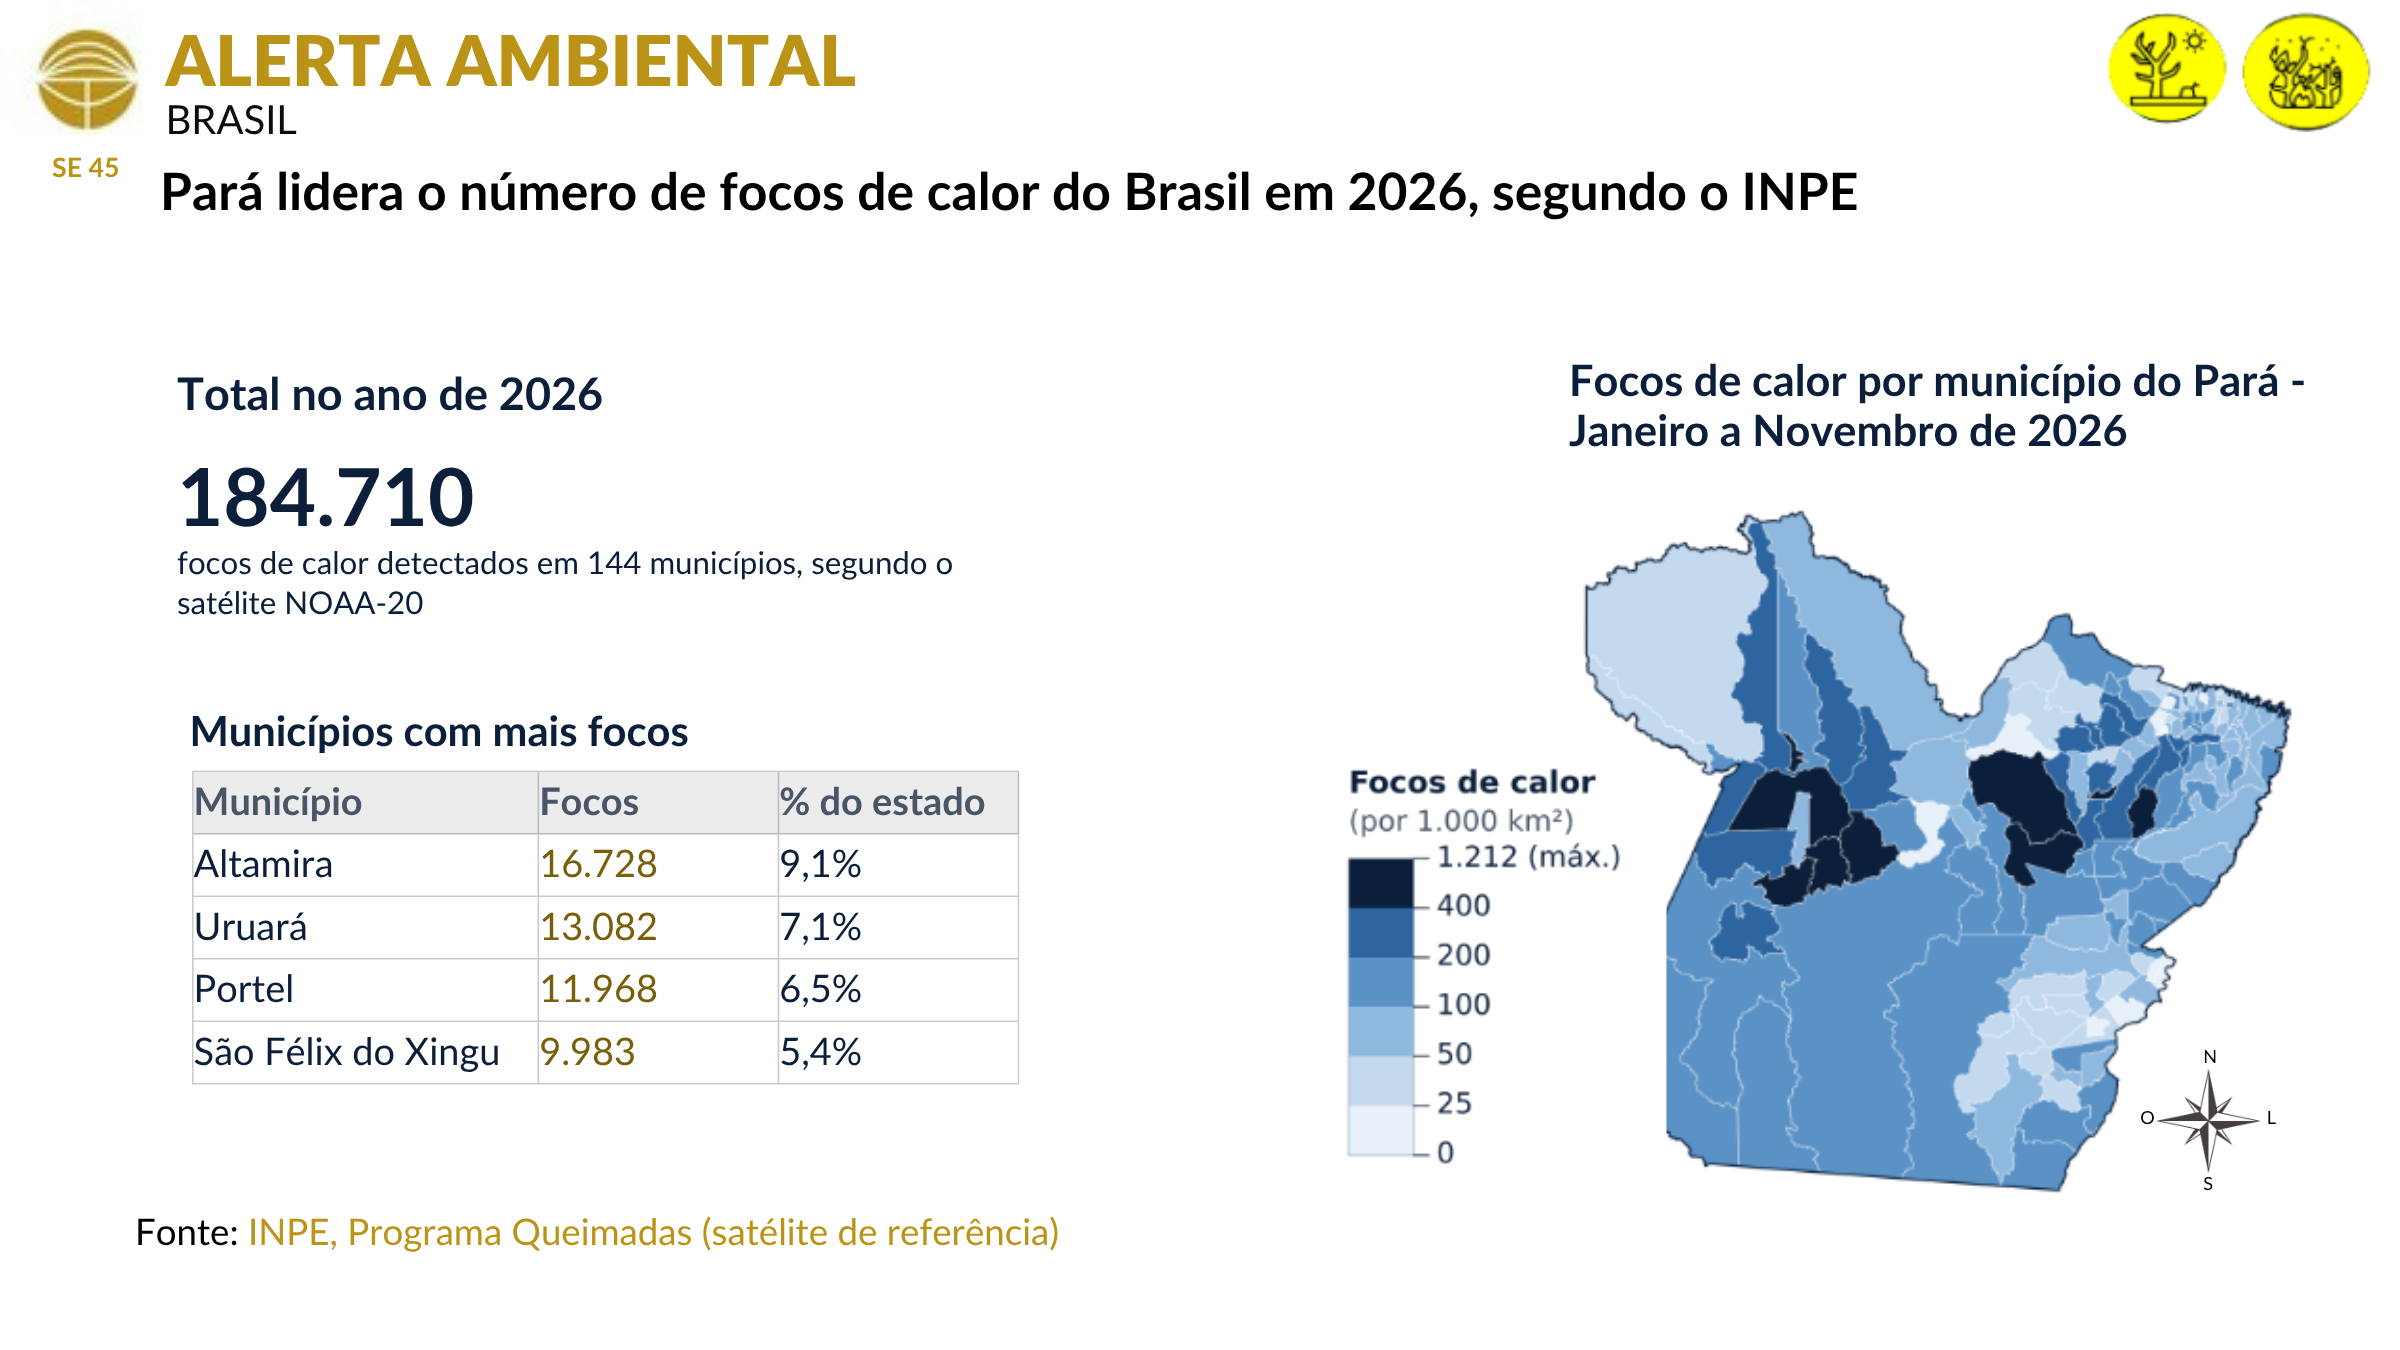 ALERTA AMBIENTAL
BRASIL
SE 45
Pará lidera o número de focos de calor do Brasil em 2026, segundo o INPE
Total no ano de 2026
184.710
focos de calor detectados em 144 municípios, segundo o
satélite NOAA-20
Municípios com mais focos
Município Focos % do estado
Altamira 16.728 9,1%
Uruará 13.082 7,1%
Portel 11.968 6,5%
São Félix do Xingu 9.983 5,4%
Fonte: INPE, Programa Queimadas (satélite de referência)
Focos de calor por município do Pará -
Janeiro a Novembro de 2026
Focos de calor
(por 1.000 km²)
1.212 (máx.)
400
200
100
50
25
0
N
O L
S